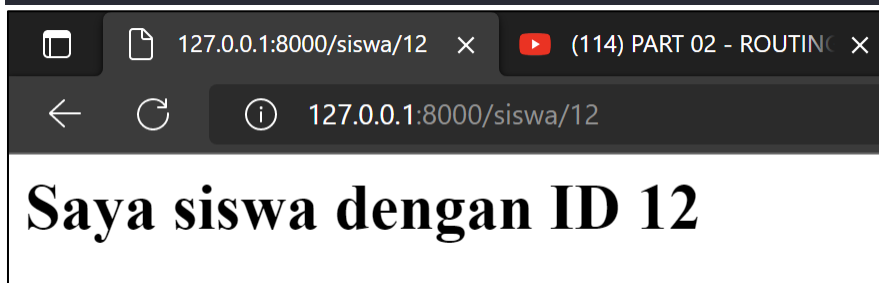 127.0.0.1:8000/siswa/12
(114) PART 02 - ROUTING
127.0.0.1:8000/siswa/12
Saya siswa dengan ID 12